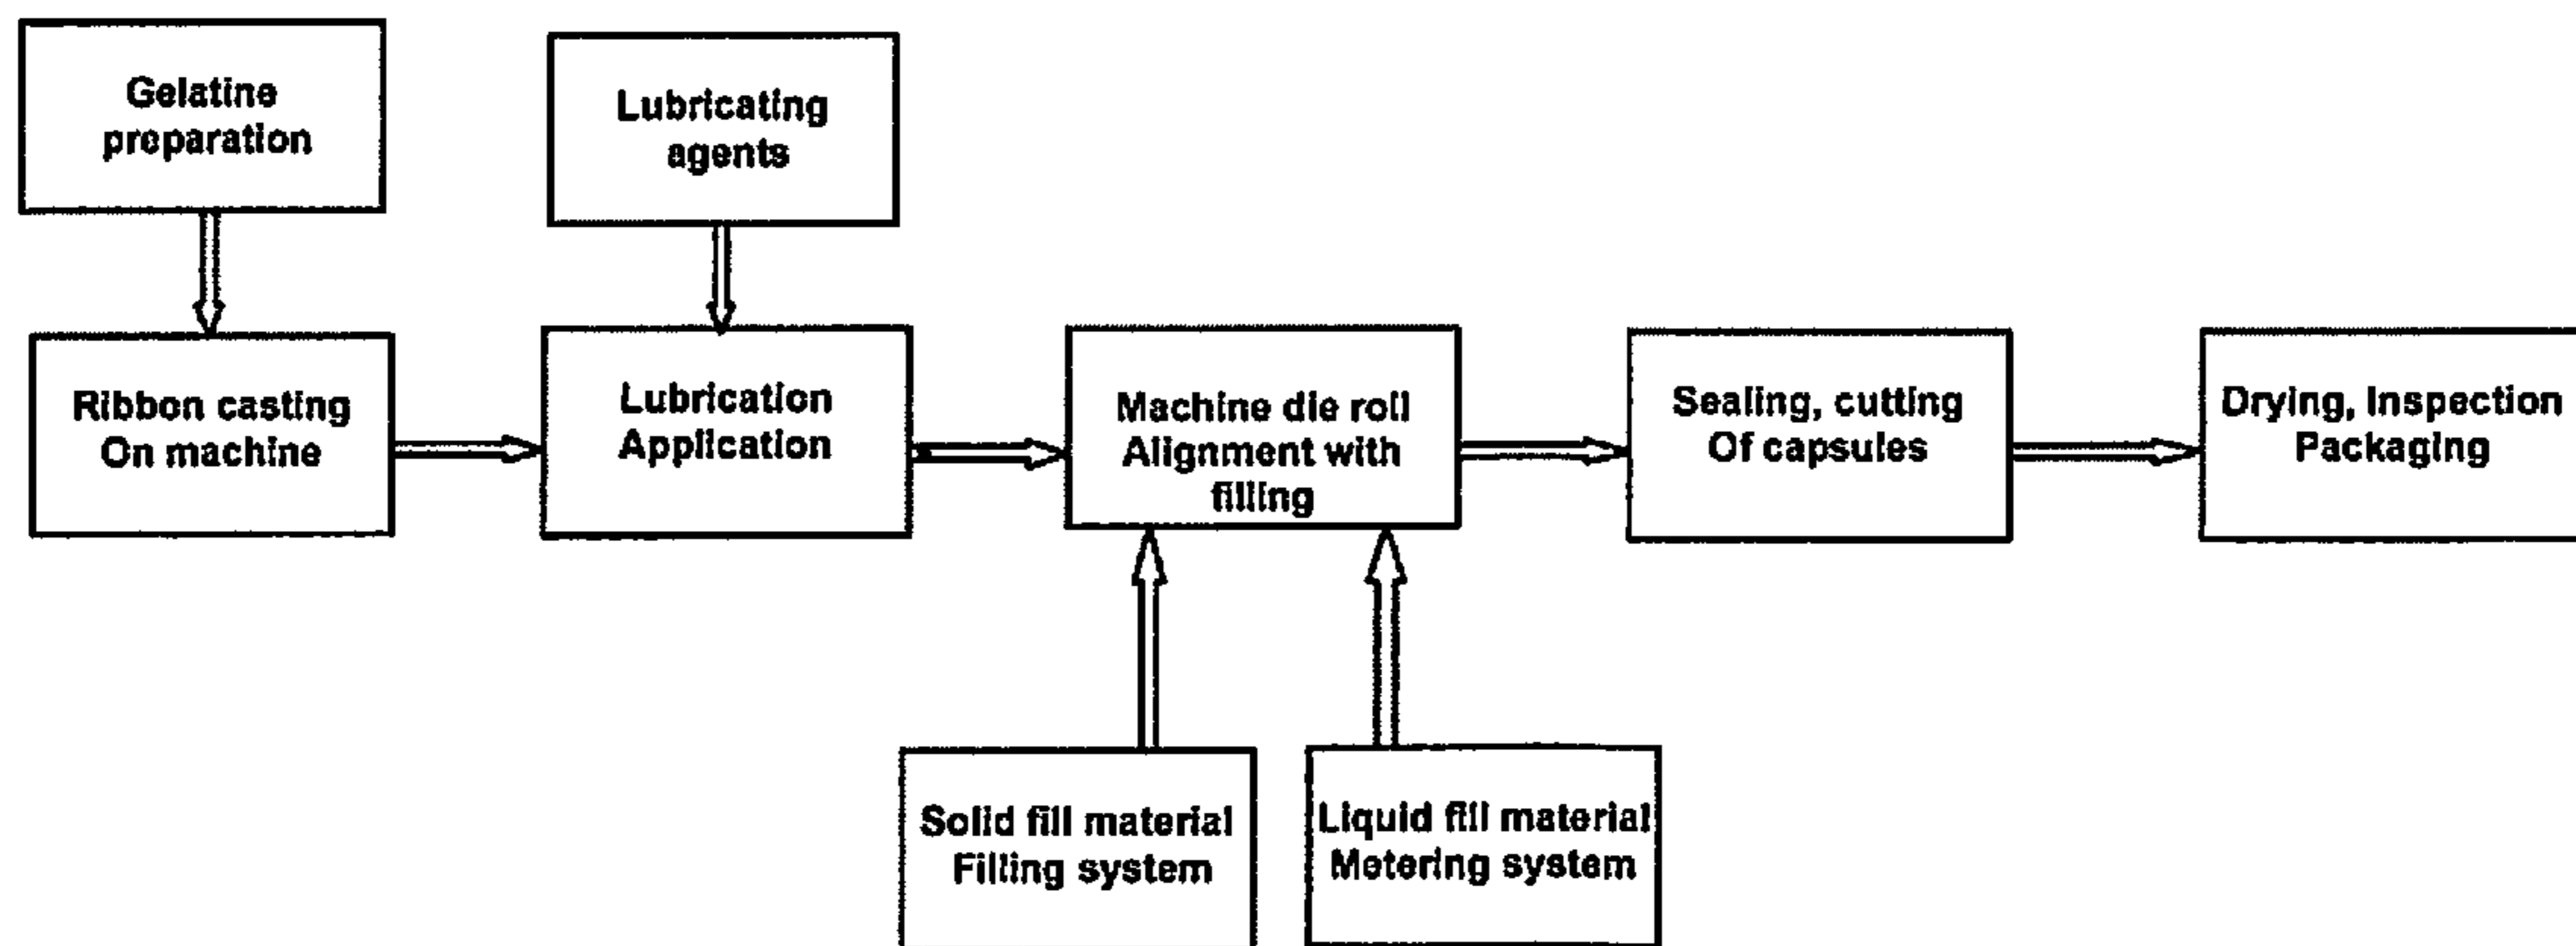 Gelatine
preparation
Lubricating
agents
Ribbon casting
On machine
Lubrication
Application
Machine die roll
Alignment with
filling
Sealing, cutting
Of capsules
Drying, Inspection
Packaging
Solid fill material
Filling system
Liquid fill material
Metering system